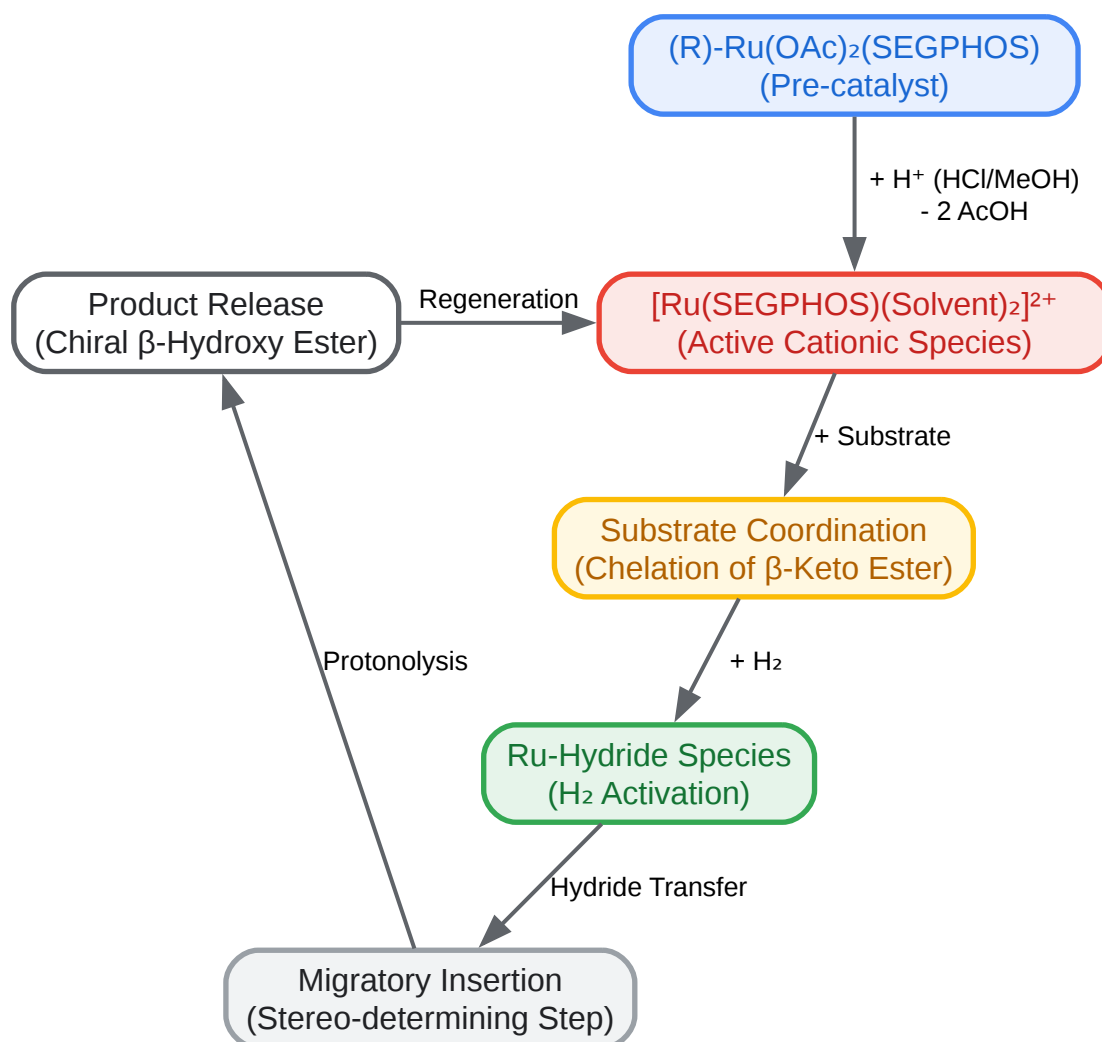 (R)-Ru(OAc)₂(SEGPHOS)
(Pre-catalyst)
+ H⁺ (HCl/MeOH)
- 2 AcOH
Product Release
(Chiral β-Hydroxy Ester)
Regeneration
[Ru(SEGPHOS)(Solvent)₂]²⁺
(Active Cationic Species)
+ Substrate
Substrate Coordination
(Chelation of β-Keto Ester)
Protonolysis
+ H₂
Ru-Hydride Species
(H₂ Activation)
Hydride Transfer
Migratory Insertion
(Stereo-determining Step)